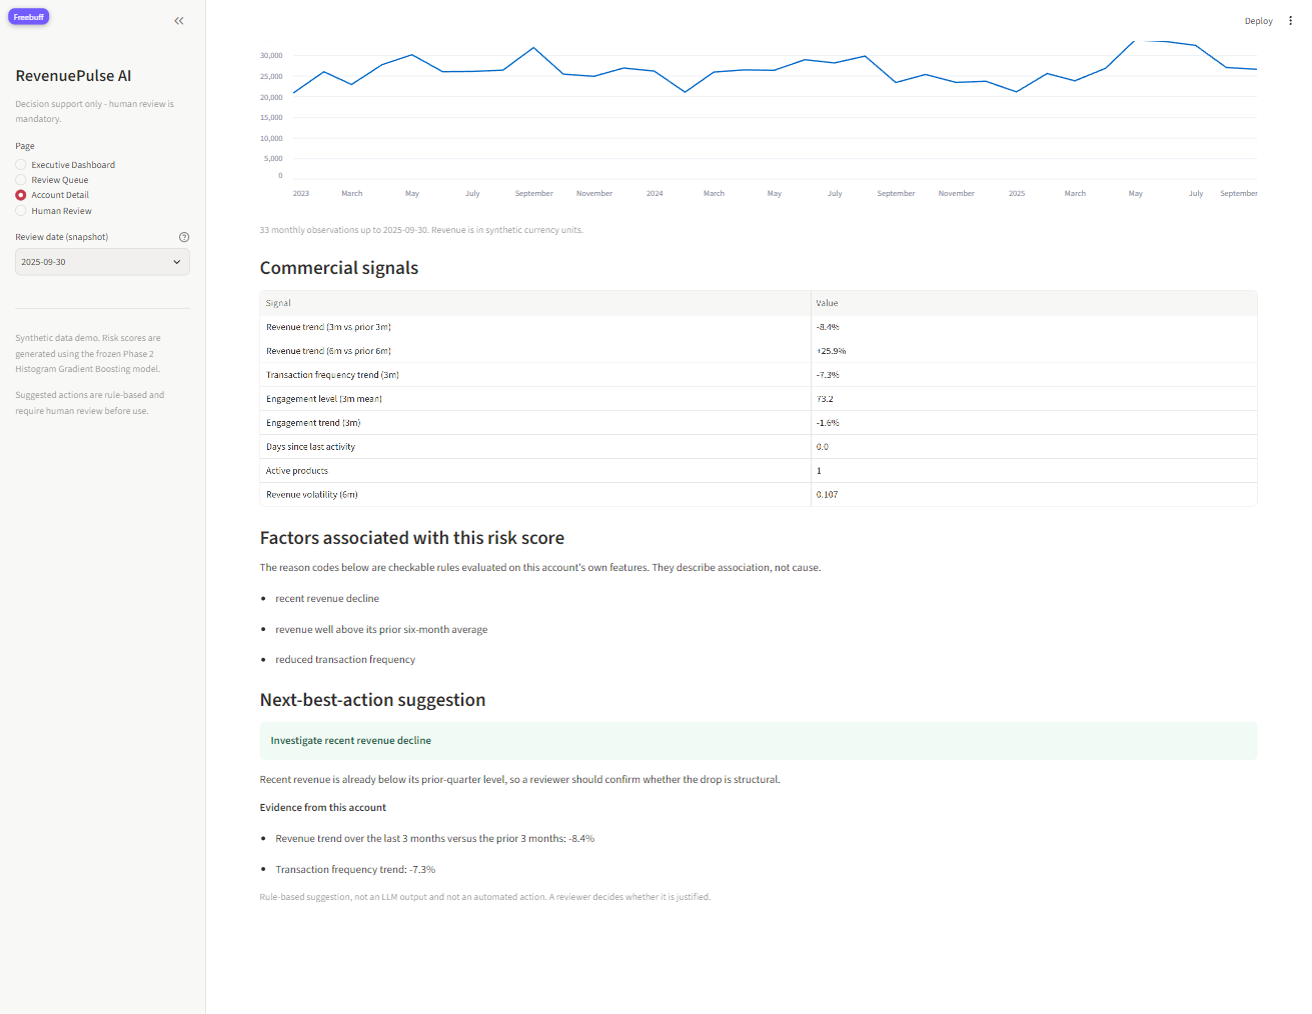 Freebuff
RevenuePulse AI
Decision support only - human review is
mandatory.
Page
Executive Dashboard
Review Queue
Account Detail
Human Review
Review date (snapshot)
2025-09-30
Synthetic data demo. Risk scores are
generated using the frozen Phase 2
Histogram Gradient Boosting model.
Suggested actions are rule-based and
require human review before use.
Deploy
30,000
25,000
20,000
15,000
10,000
5,000
0
2023 March May July September November 2024 March May July September November 2025 March May July September
33 monthly observations up to 2025-09-30. Revenue is in synthetic currency units.
Commercial signals
Signal Value
Revenue trend (3m vs prior 3m) -8.4%
Revenue trend (6m vs prior 6m) +25.9%
Transaction frequency trend (3m) -7.3%
Engagement level (3m mean) 73.2
Engagement trend (3m) -1.6%
Days since last activity 0.0
Active products 1
Revenue volatility (6m) 0.107
Factors associated with this risk score
The reason codes below are checkable rules evaluated on this account's own features. They describe association, not cause.
• recent revenue decline
• revenue well above its prior six-month average
• reduced transaction frequency
Next-best-action suggestion
Investigate recent revenue decline
Recent revenue is already below its prior-quarter level, so a reviewer should confirm whether the drop is structural.
Evidence from this account
• Revenue trend over the last 3 months versus the prior 3 months: -8.4%
• Transaction frequency trend: -7.3%
Rule-based suggestion, not an LLM output and not an automated action. A reviewer decides whether it is justified.